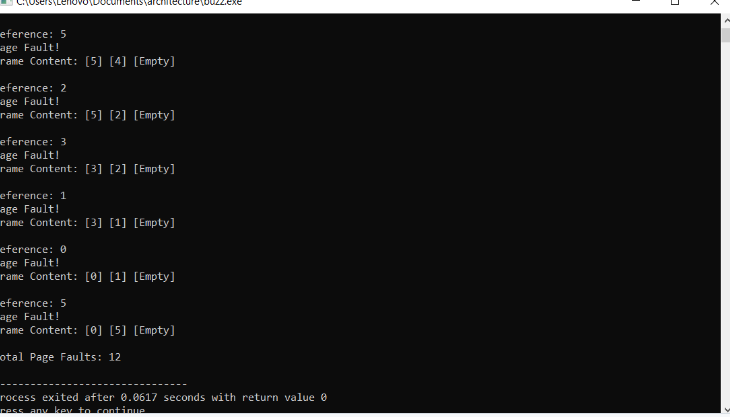 C:\Users\Lenovo\Documents\architecture\buzz.exe
eference: 5
age Fault!
rame Content: [5] [4] [Empty]
eference: 2
age Fault!
rame Content: [5] [2] [Empty]
eference: 3
age Fault!
rame Content: [3] [2] [Empty]
eference: 1
age Fault!
rame Content: [3] [1] [Empty]
eference: 0
age Fault!
rame Content: [0] [1] [Empty]
eference: 5
age Fault!
rame Content: [0] [5] [Empty]
otal Page Faults: 12
-------------------------------
rocess exited after 0.0617 seconds with return value 0
ress any key to continue